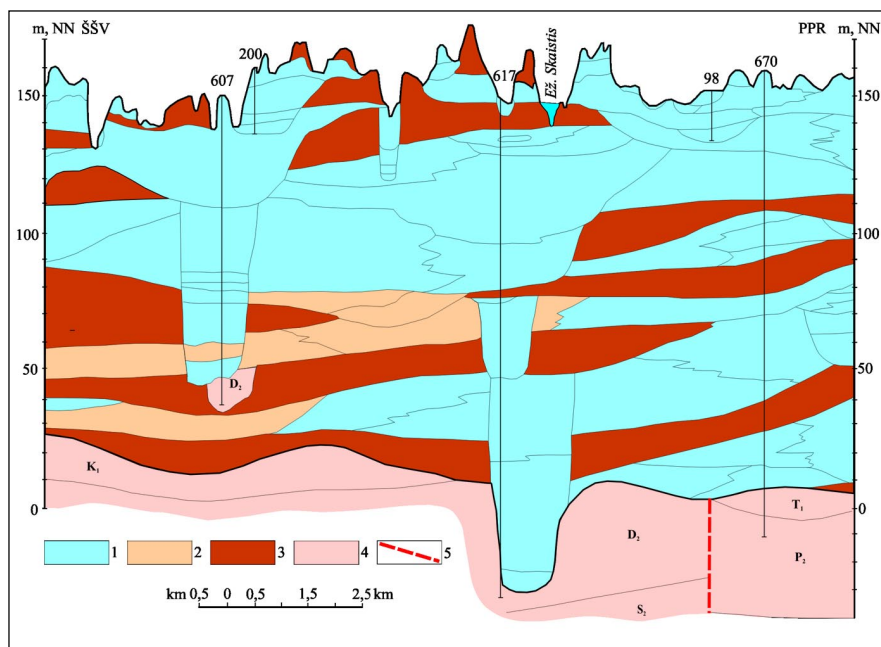 m, NN ŠŠV
PPR m, NN
200
607
617
Ež. Skaistis
98
670
150
150
100
100
50
50
0
0
D₂
K₁
D₂
T₁
P₂
S₂
1
2
3
4
5
km 0,5 0 0,5 1,5 2,5 km